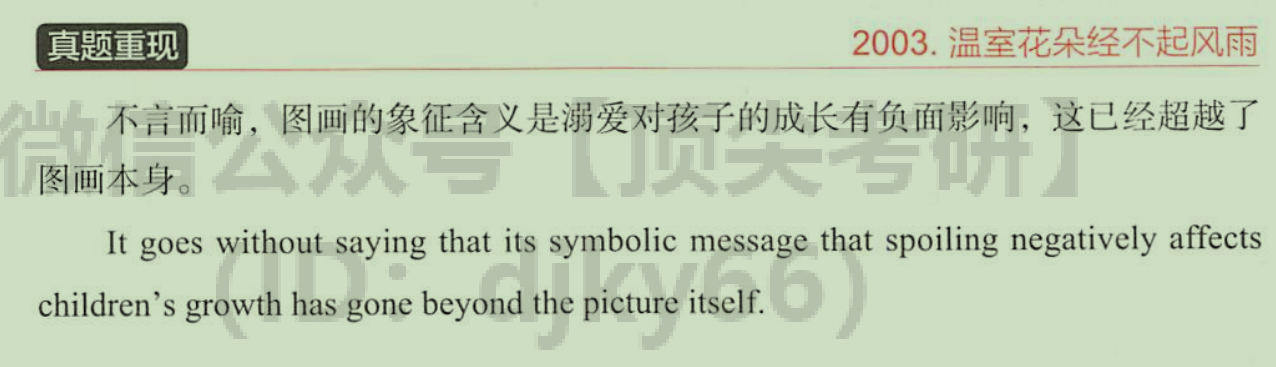 真题重现
2003. 温室花朵经不起风雨
不言而喻，图画的象征含义是溺爱对孩子的成长有负面影响，这已经超越了
图画本身。
It goes without saying that its symbolic message that spoiling negatively affects
children's growth has gone beyond the picture itself.
微信公众号【顶尖考研】
(ID：djky66)